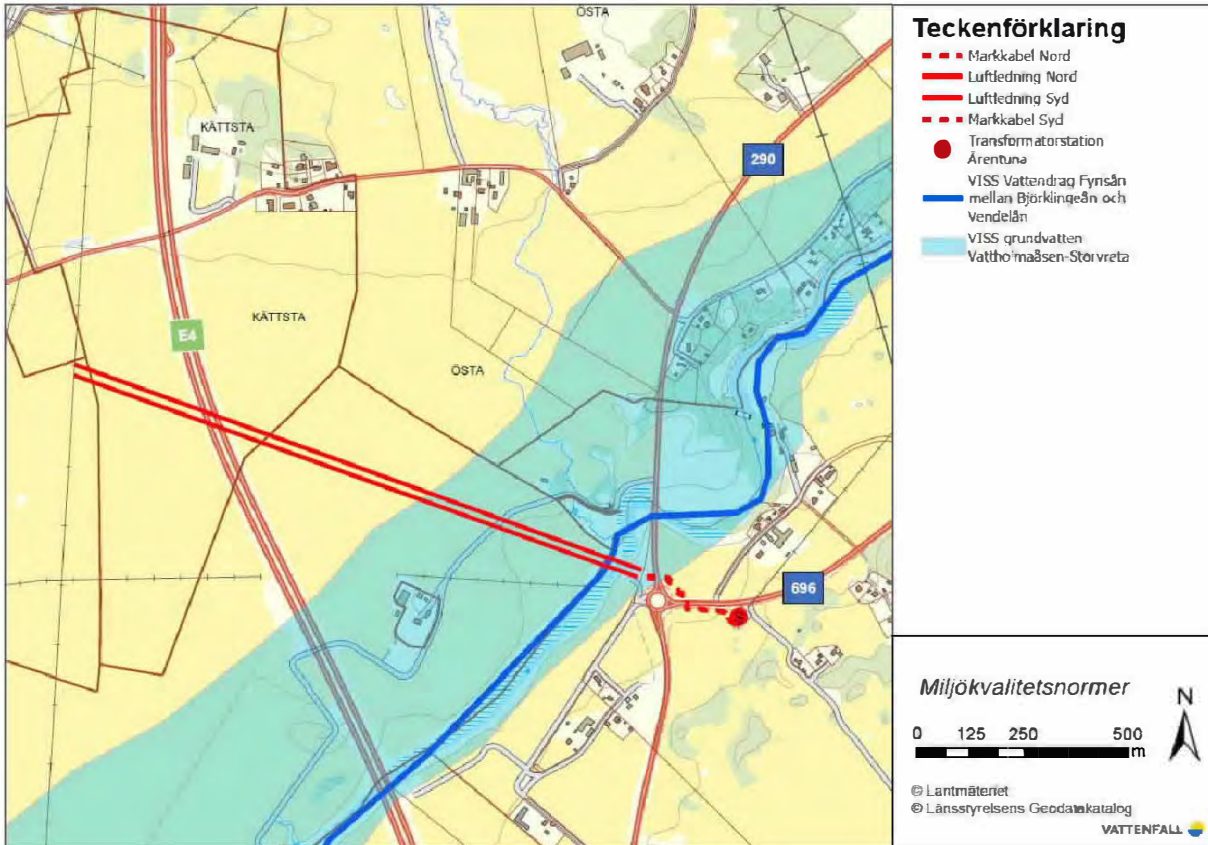 ÖSTA
KÄTTSTA
290
KÄTTSTA
E4
ÖSTA
696
Teckenförklaring
Markkabel Nord
Luftledning Nord
Luftledning Syd
Markkabel Syd
Transformatorstation
Ärentuna
VISS Vattendrag Fyrisån
mellan Björklingeån och
Vendelån
VISS grundvatten
Vattholmaåsen-Storvreta
Miljökvalitetsnormer
N
0 125 250 500
m
© Lantmäteriet
© Länsstyrelsens Geodatakatalog
VATTENFALL